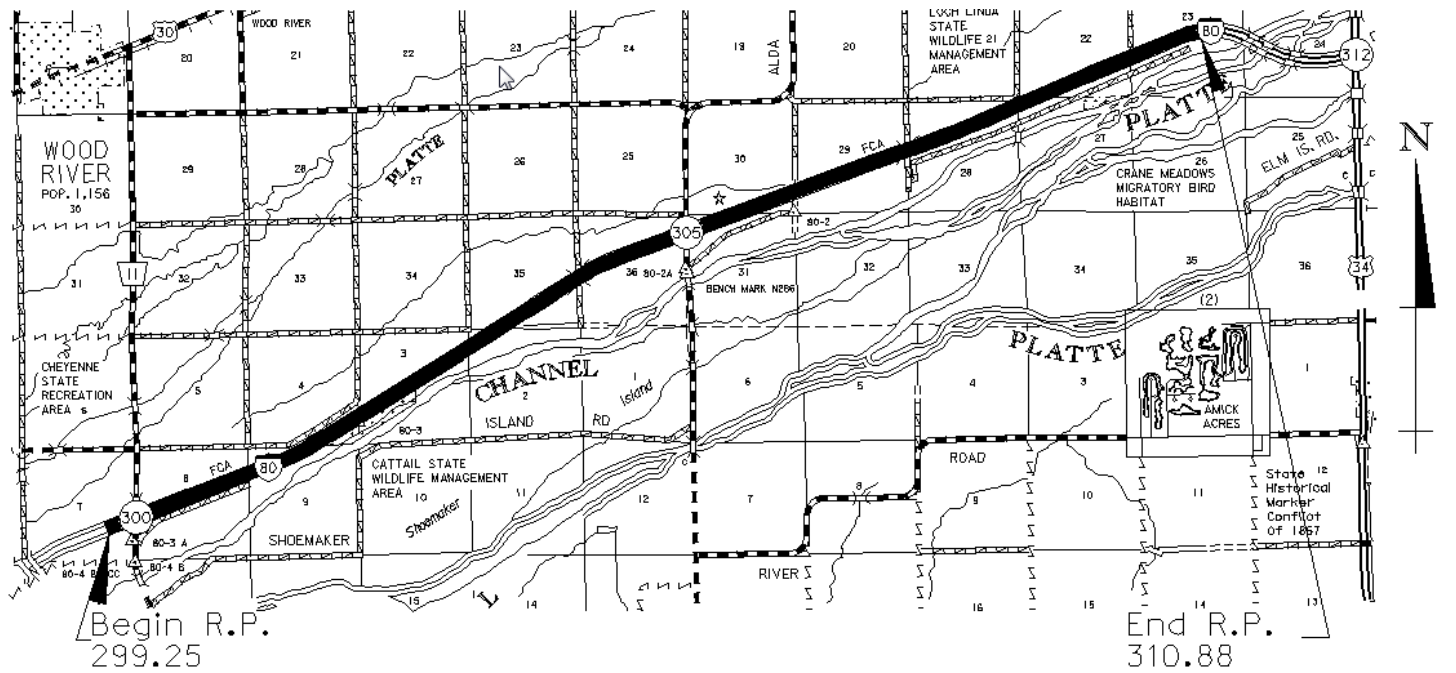 30
WOOD RIVER
20
21
22
23
24
19
ALDA
20
LOCH LINDA
STATE
WILDLIFE 21
MANAGEMENT
AREA
22
23
80
24
312
WOOD
RIVER
POP. 1,156
30
29
28
PLATTE
27
26
25
30
29
FCA
28
27
PLATTE
26
25
ELM IS. RD.
CRANE MEADOWS
MIGRATORY BIRD
HABITAT
N
31
11
32
33
34
35
36
80-2A
305
31
BENCH MARK N286
80-2
32
33
34
35
36
34
(2)
CHEYENNE
STATE
RECREATION
AREA 6
5
4
3
CHANNEL
2
ISLAND RD
1
Island
6
5
4
PLATTE
3
AMICK
ACRES
1
80-3
7
8
FCA
80
9
CATTAIL STATE
WILDLIFE MANAGEMENT
AREA
10
Shoemaker
11
12
7
8
ROAD
9
10
11
12
State
Historical
Marker
Conflict
Of 1867
300
80-3 A
80-4 B
SHOEMAKER
RIVER
15
L
14
16
15
14
13
Begin R.P.
299.25
End R.P.
310.88